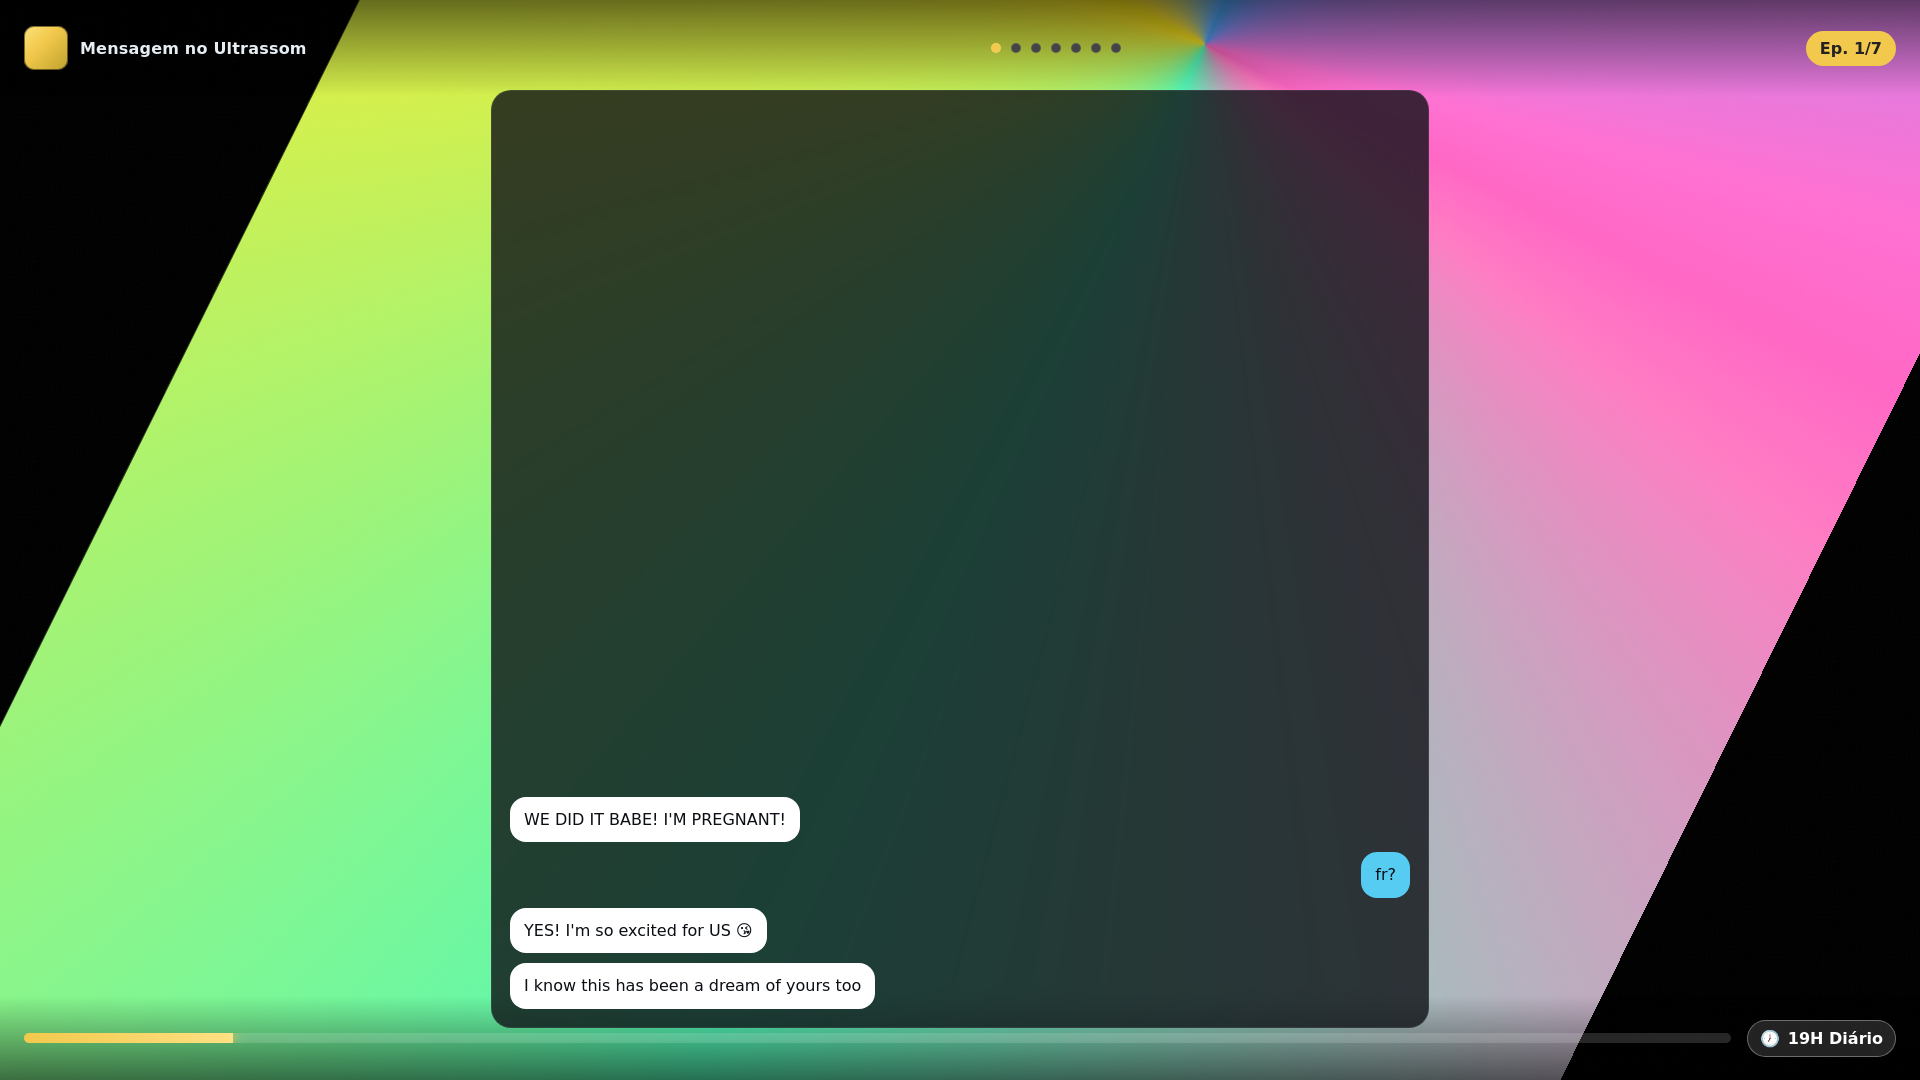 Mensagem no Ultrassom
Ep. 1/7
WE DID IT BABE! I'M PREGNANT!
fr?
YES! I'm so excited for US 😘
I know this has been a dream of yours too
🕖 19H Diário